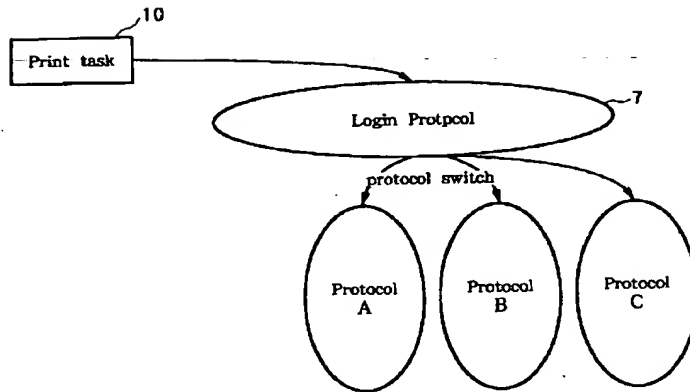 10
Print task
7
Login Protpcol
protocol switch
Protocol
A
Protocol
B
Protocol
C